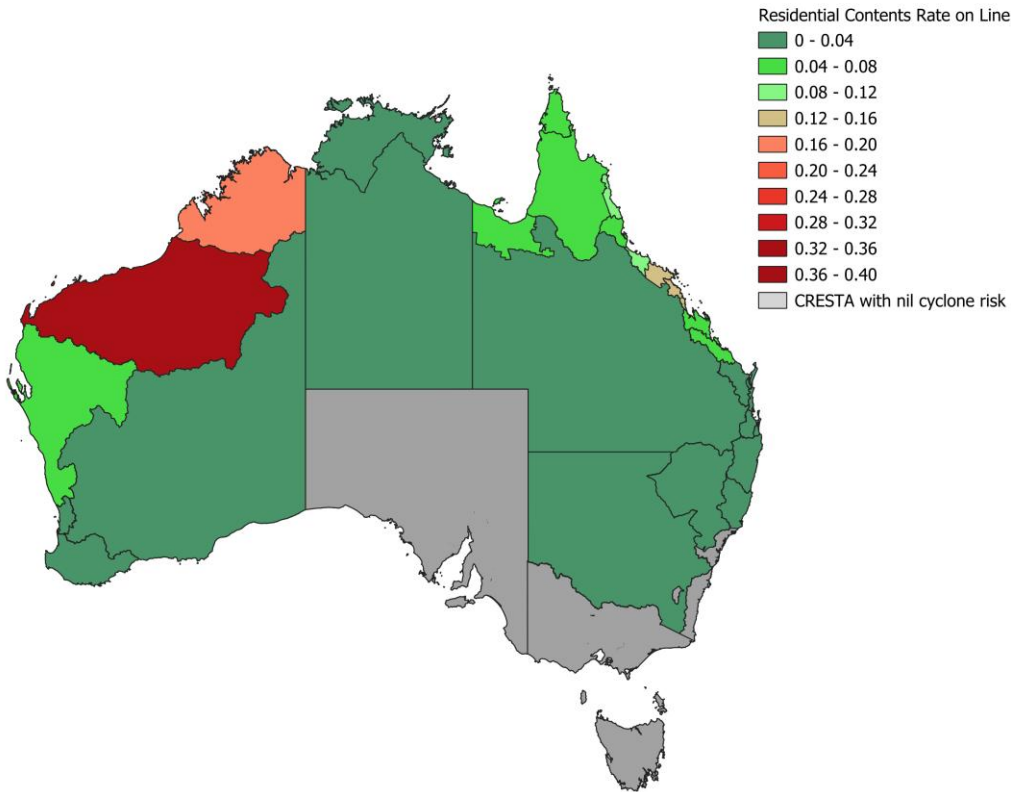 Residential Contents Rate on Line
0 - 0.04
0.04 - 0.08
0.08 - 0.12
0.12 - 0.16
0.16 - 0.20
0.20 - 0.24
0.24 - 0.28
0.28 - 0.32
0.32 - 0.36
0.36 - 0.40
CRESTA with nil cyclone risk